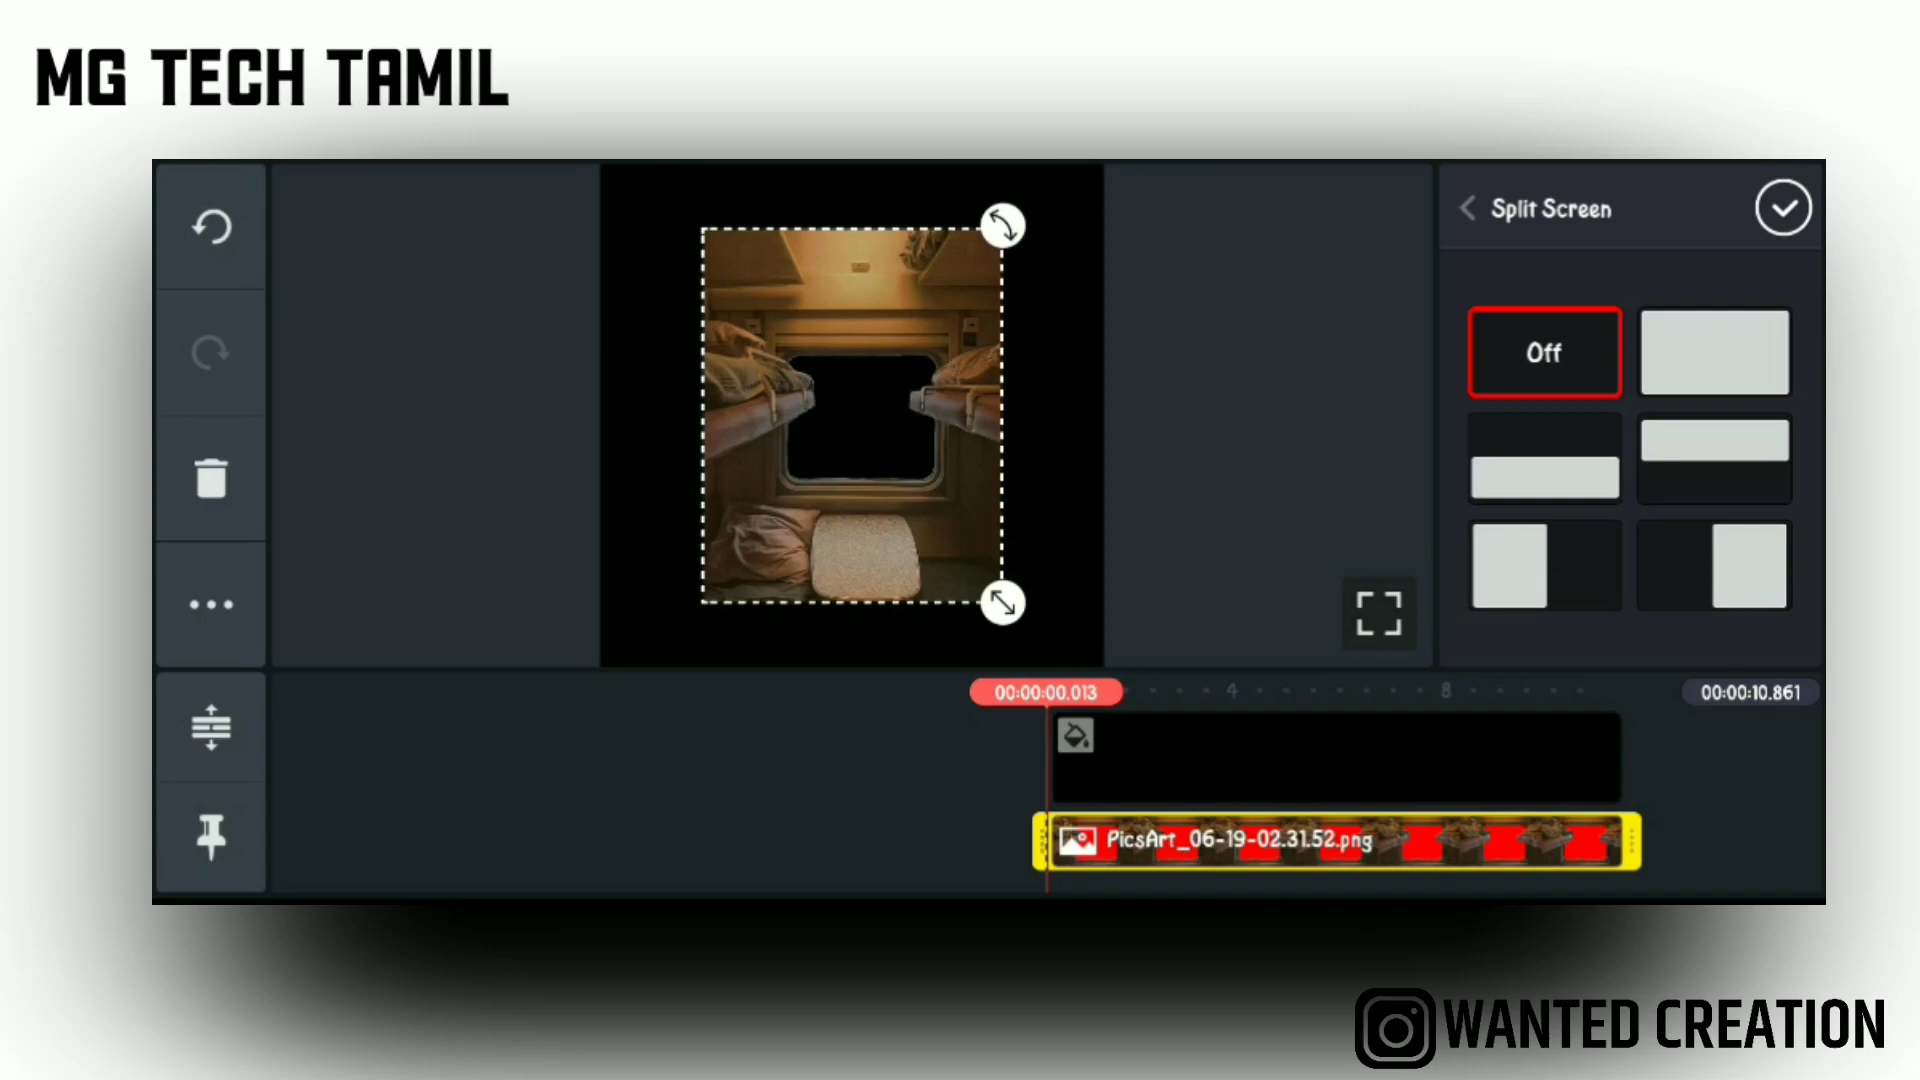 MG TECH TAMIL
Split Screen
Off
00:00:00.013
4
8
00:00:10.861
PicsArt_06-19-02.31.52.png
WANTED CREATION